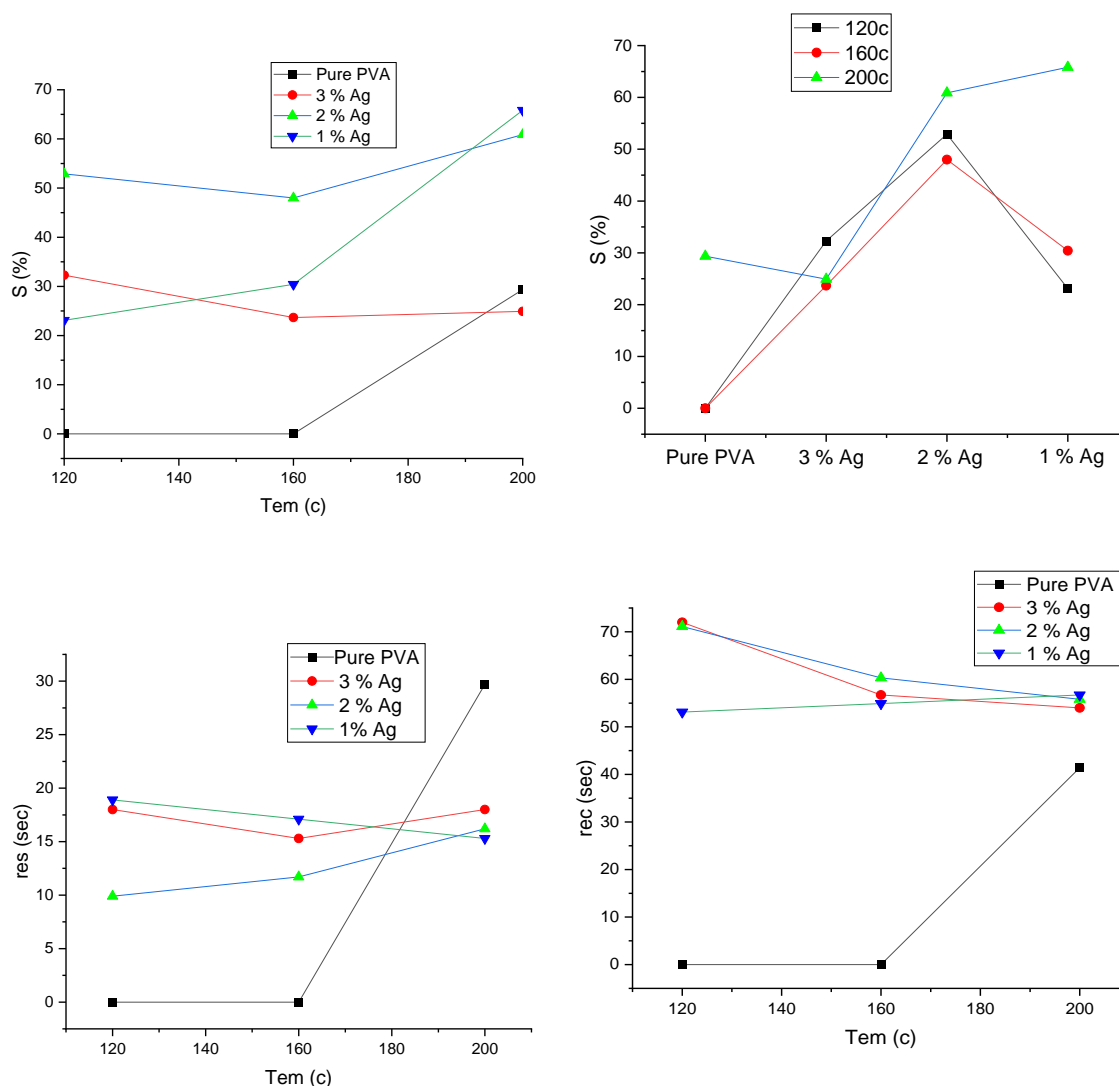 Pure PVA
3 % Ag
2 % Ag
1 % Ag
70
60
50
40
30
20
10
0
S (%)
120
140
160
180
200
Tem (c)
120c
160c
200c
70
60
50
40
30
20
10
0
S (%)
Pure PVA
3 % Ag
2 % Ag
1 % Ag
Pure PVA
3 % Ag
2 % Ag
1% Ag
30
25
20
15
10
5
0
res (sec)
120
140
160
180
200
Tem (c)
Pure PVA
3 % Ag
2 % Ag
1 % Ag
70
60
50
40
30
20
10
0
rec (sec)
120
140
160
180
200
Tem (c)